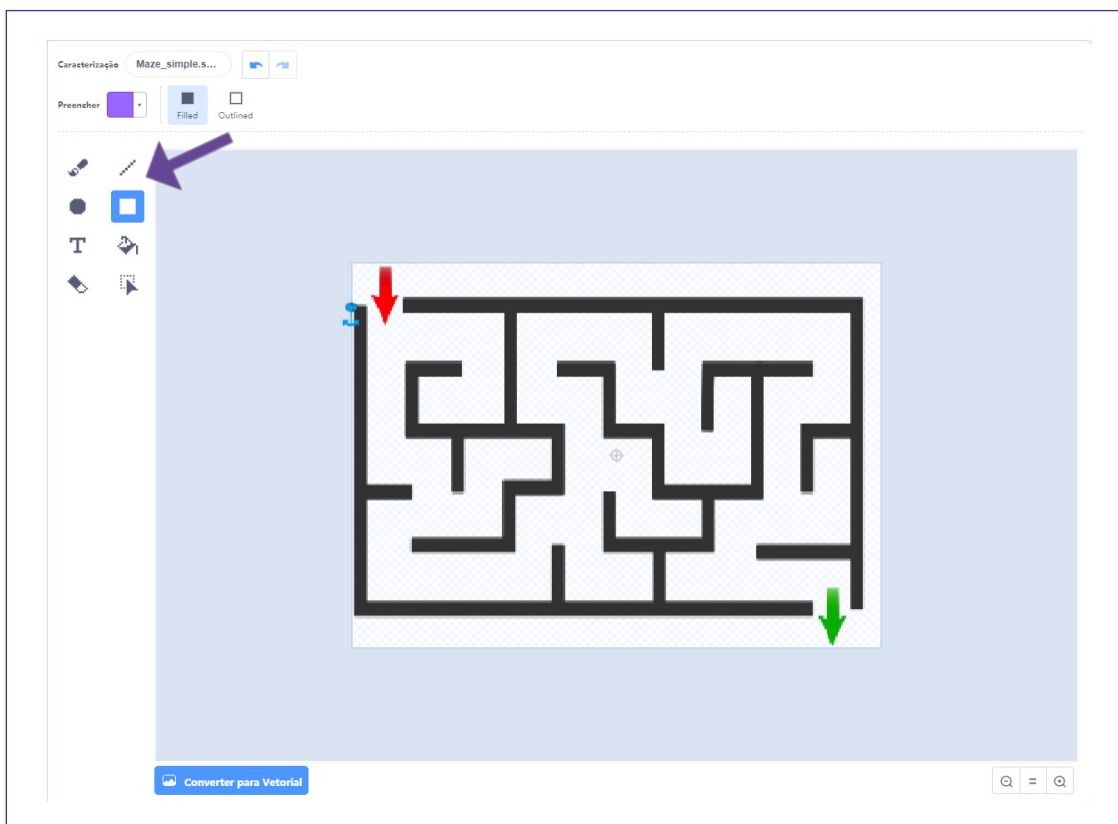 Caracterização Maze_simple.s...
Preencher
Filled Outlined
T
Converter para Vetorial